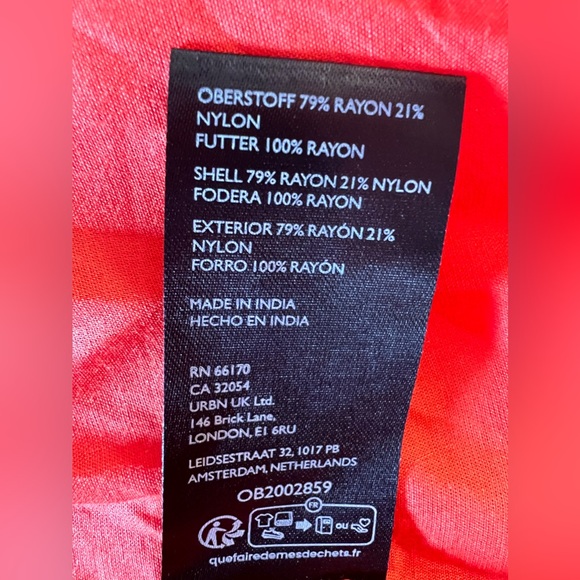 OBERSTOFF 79% RAYON 21%
NYLON
FUTTER 100% RAYON
SHELL 79% RAYON 21% NYLON
FODERA 100% RAYON
EXTERIOR 79% RAYÓN 21%
NYLON
FORRO 100% RAYÓN
MADE IN INDIA
HECHO EN INDIA
RN 66170
CA 32054
URBN UK Ltd.
146 Brick Lane,
LONDON, E1 6RU
LEIDSESTRAAT 32, 1017 PB
AMSTERDAM, NETHERLANDS
OB2002859
FR
OU
quefairedemesdechets.fr